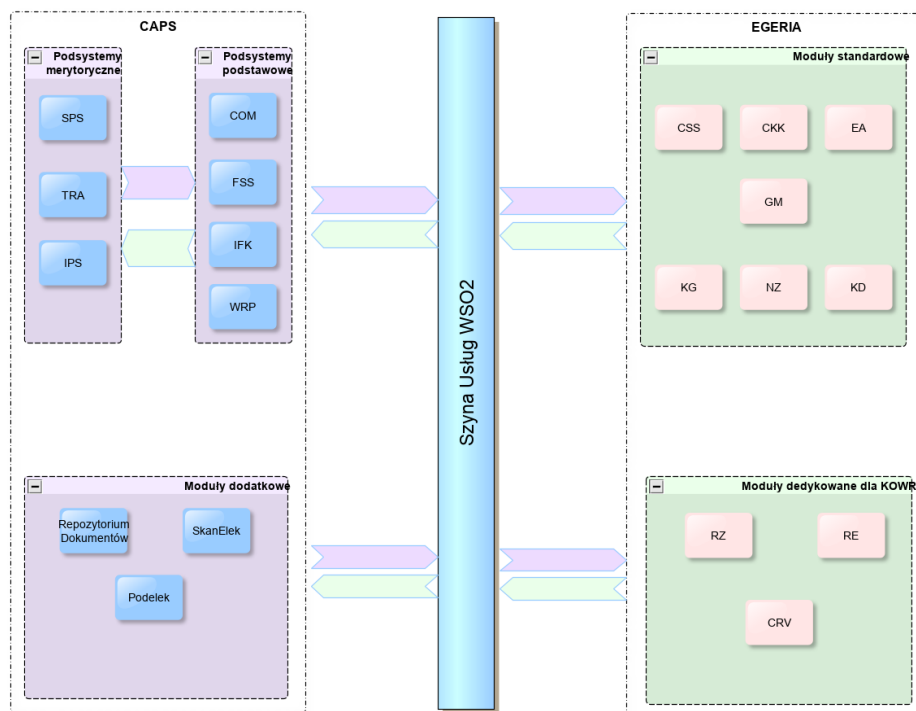 CAPS
Podsystemy
merytoryczne
SPS
TRA
IPS
Podsystemy
podstawowe
COM
FSS
IFK
WRP
Moduły dodatkowe
Repozytorium
Dokumentów
SkanElek
Podelek
Szyna Usług WSO2
EGERIA
Moduły standardowe
CSS
CKK
EA
GM
KG
NZ
KD
Moduły dedykowane dla KOWR
RZ
RE
CRV